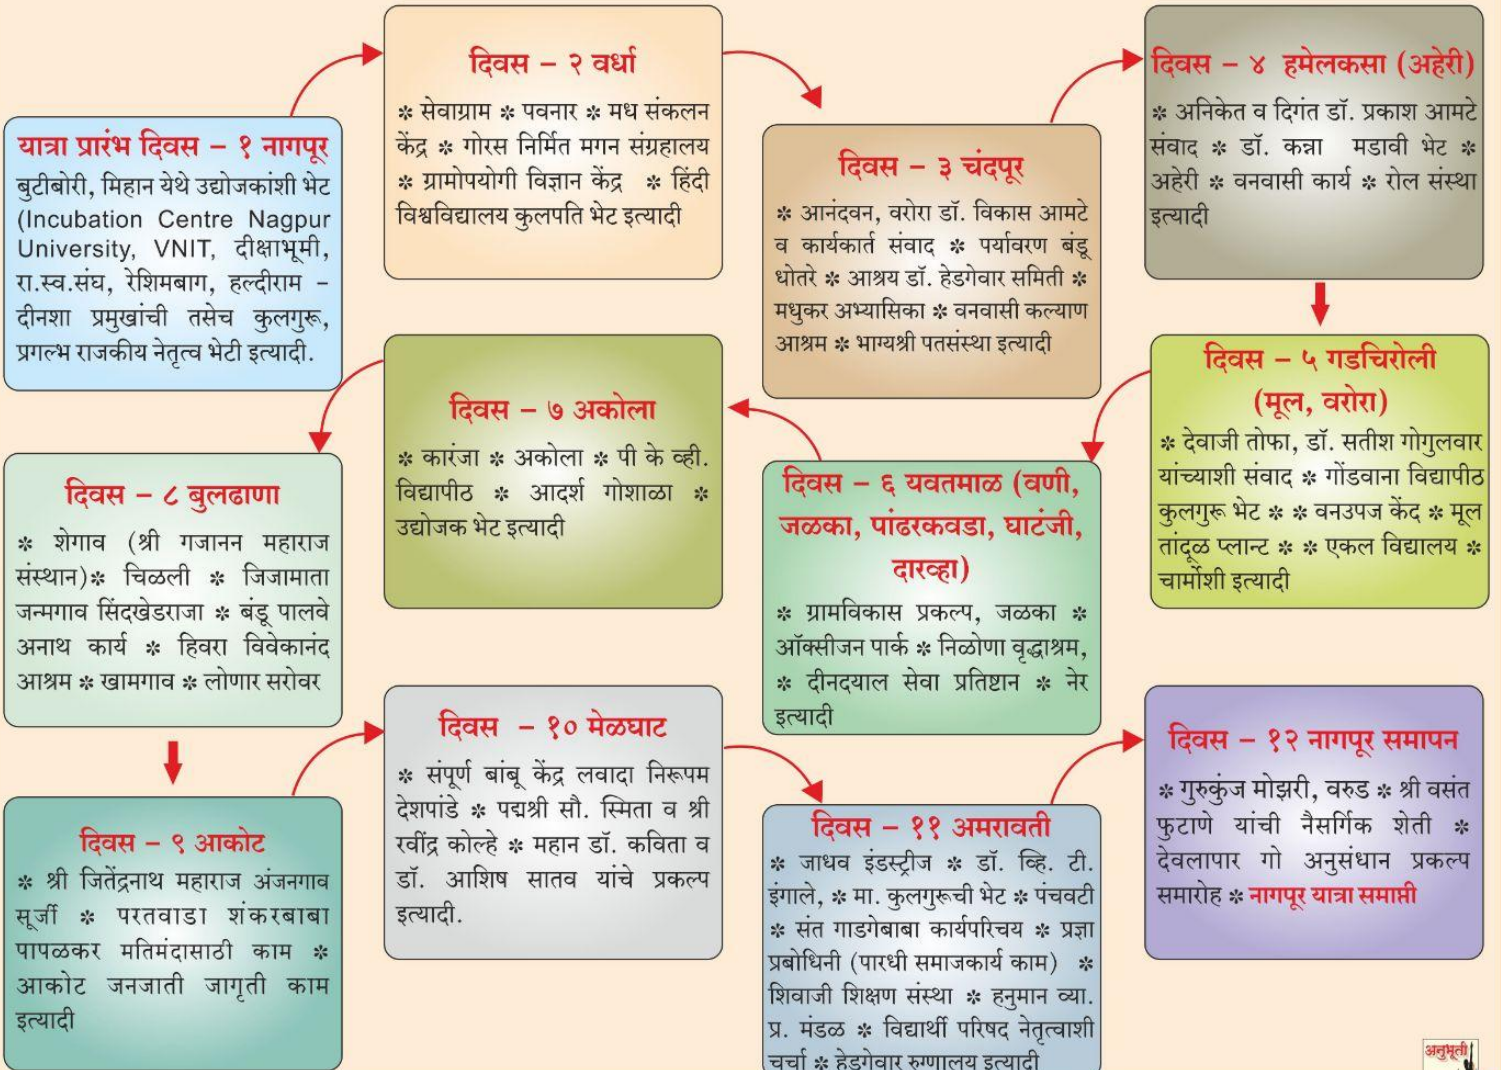 यात्रा प्रारंभ दिवस – १ नागपूर
बुटीबोरी, मिहान येथे उद्योजकांशी भेट
(Incubation Centre Nagpur
University, VNIT, दीक्षाभूमी,
रा.स्व.संघ, रेशिमबाग, हल्दीराम –
दीनशा प्रमुखांची तसेच कुलगुरू,
प्रगल्भ राजकीय नेतृत्व भेटी इत्यादी.
दिवस – २ वर्धा
* सेवाग्राम * पवनार * मध संकलन
केंद्र * गोरस निर्मित मगन संग्रहालय
* ग्रामोपयोगी विज्ञान केंद्र * हिंदी
विश्वविद्यालय कुलपति भेट इत्यादी
दिवस – ३ चंदपूर
* आनंदवन, वरोरा डॉ. विकास आमटे
व कार्यकार्त संवाद * पर्यावरण बंडू
धोतरे * आश्रय डॉ. हेडगेवार समिती *
मधुकर अभ्यासिका * वनवासी कल्याण
आश्रम * भाग्यश्री पतसंस्था इत्यादी
दिवस – ४ हमेलकसा (अहेरी)
* अनिकेत व दिगंत डॉ. प्रकाश आमटे
संवाद * डॉ. कन्ना मडावी भेट *
अहेरी * वनवासी कार्य * रोल संस्था
इत्यादी
दिवस – ५ गडचिरोली
(मूल, वरोरा)
* देवाजी तोफा, डॉ. सतीश गोगुलवार
यांच्याशी संवाद * गोंडवाना विद्यापीठ
कुलगुरू भेट * * वनउपज केंद * मूल
तांदूळ प्लान्ट * * एकल विद्यालय *
चार्मोशी इत्यादी
दिवस – ६ यवतमाळ (वणी,
जळका, पांढरकवडा, घाटंजी,
दारव्हा)
* ग्रामविकास प्रकल्प, जळका *
ऑक्सीजन पार्क * निळोणा वृद्धाश्रम,
* दीनदयाल सेवा प्रतिष्टान * नेर
इत्यादी
दिवस – ७ अकोला
* कारंजा * अकोला * पी के व्ही.
विद्यापीठ * आदर्श गोशाळा *
उद्योजक भेट इत्यादी
दिवस – ८ बुलढाणा
* शेगाव (श्री गजानन महाराज
संस्थान)* चिळली * जिजामाता
जन्मगाव सिंदखेडराजा * बंडू पालवे
अनाथ कार्य * हिवरा विवेकानंद
आश्रम * खामगाव * लोणार सरोवर
दिवस – ९ आकोट
* श्री जितेंद्रनाथ महाराज अंजनगाव
सूर्जी * परतवाडा शंकरबाबा
पापळकर मतिमंदासाठी काम *
आकोट जनजाती जागृती काम
इत्यादी
दिवस – १० मेळघाट
* संपूर्ण बांबू केंद्र लवादा निरूपम
देशपांडे * पद्मश्री सौ. स्मिता व श्री
रवींद्र कोल्हे * महान डॉ. कविता व
डॉ. आशिष सातव यांचे प्रकल्प
इत्यादी.
दिवस – ११ अमरावती
* जाधव इंडस्ट्रीज * डॉ. व्हि. टी.
इंगाले, * मा. कुलगुरूची भेट * पंचवटी
* संत गाडगेबाबा कार्यपरिचय * प्रज्ञा
प्रबोधिनी (पारधी समाजकार्य काम) *
शिवाजी शिक्षण संस्था * हनुमान व्या.
प्र. मंडळ * विद्यार्थी परिषद नेतृत्वाशी
चर्चा * हेडगेवार रुग्णालय इत्यादी
दिवस – १२ नागपूर समापन
* गुरुकुंज मोझरी, वरुड * श्री वसंत
फुटाणे यांची नैसर्गिक शेती *
देवलापार गो अनुसंधान प्रकल्प
समारोह * नागपूर यात्रा समाप्ती
अनुभूती